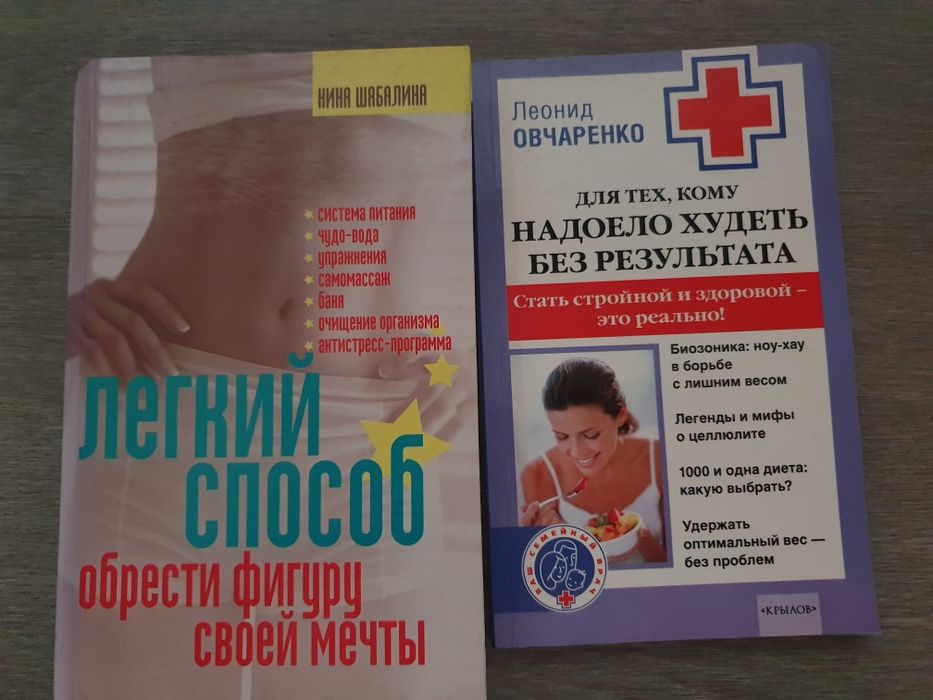 НИНА ШАБАЛИНА
система питания
чудо-вода
упражнения
самомассаж
баня
очищение организма
антистресс-программа
ЛЕГКИЙ
СПОСОБ
обрести фигуру
своей мечты
Леонид
ОВЧАРЕНКО
ДЛЯ ТЕХ, КОМУ
НАДОЕЛО ХУДЕТЬ
БЕЗ РЕЗУЛЬТАТА
Стать стройной и здоровой –
это реально!
Биозоника: ноу-хау
в борьбе
с лишним весом
Легенды и мифы
о целлюлите
1000 и одна диета:
какую выбрать?
Удержать
оптимальный вес —
без проблем
ВАШ СЕМЕЙНЫЙ ВРАЧ
«КРЫЛОВ»